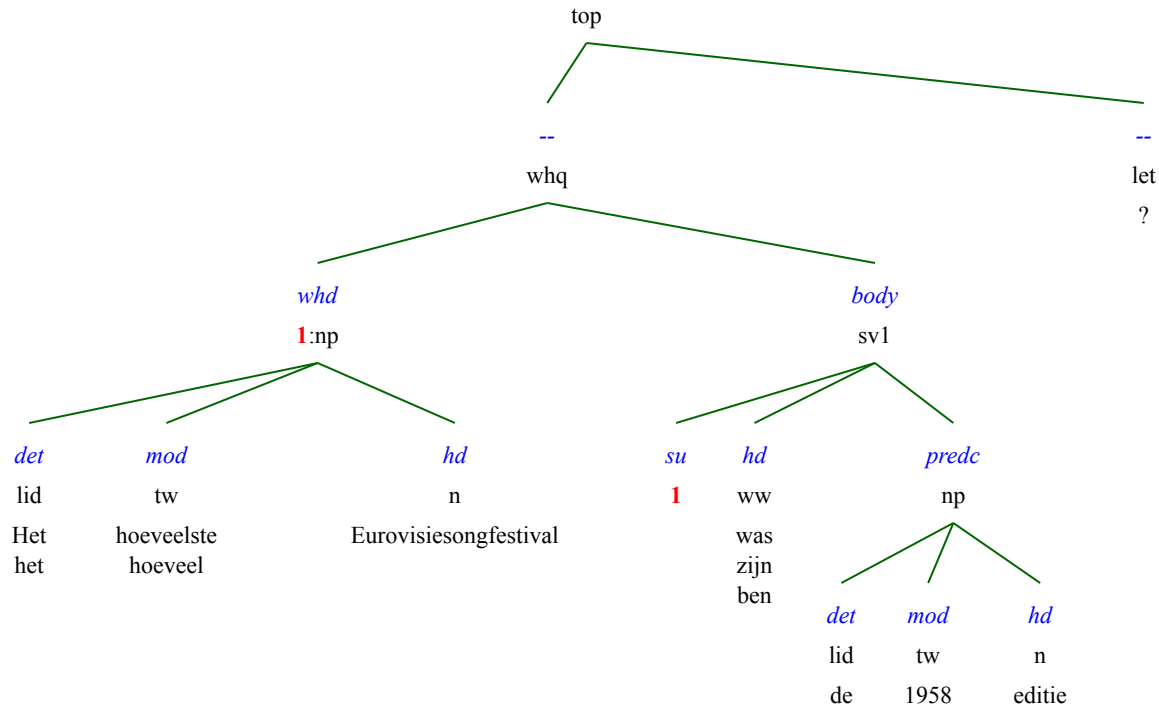 top
-- --
whq let
?
whd body
1:np sv1
det mod hd su hd predc
lid tw n 1 ww np
Het hoeveelste Eurovisiesongfestival was
het hoeveel zijn
ben
det mod hd
lid tw n
de 1958 editie